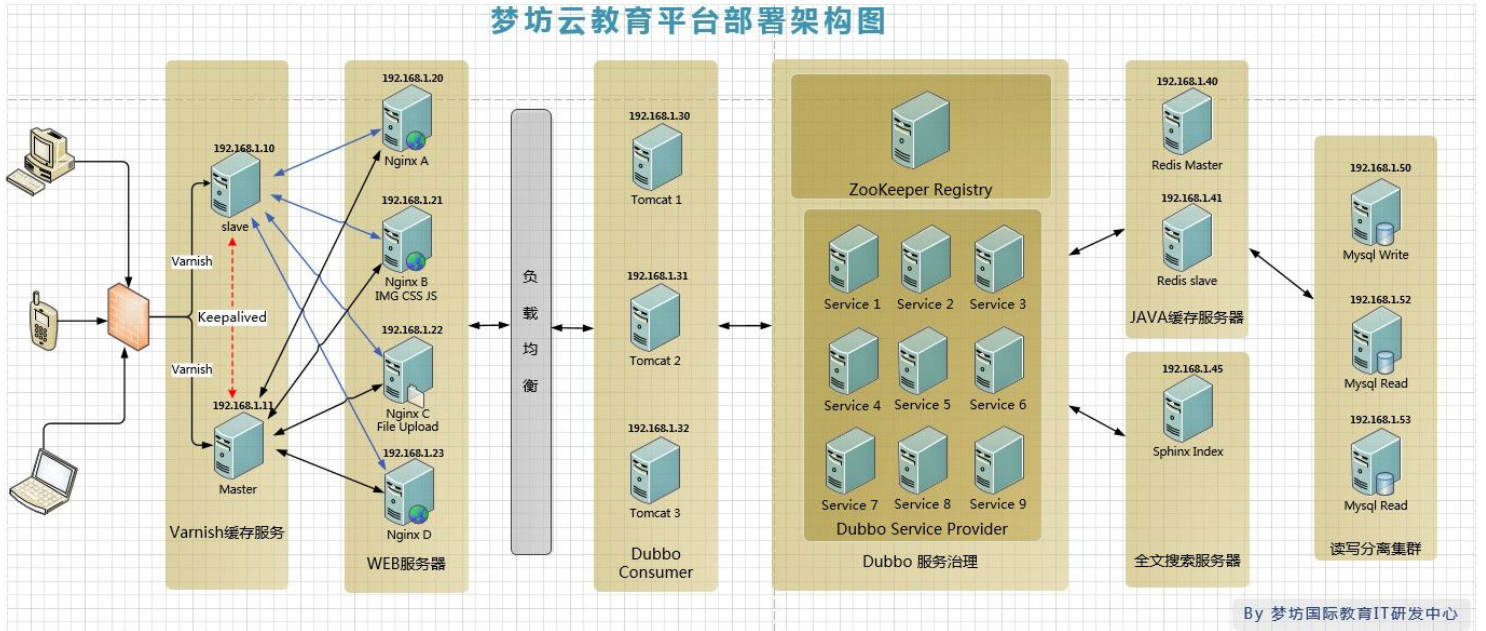 梦坊云教育平台部署架构图
192.168.1.10
slave
Varnish
Keepalived
Varnish
192.168.1.11
Master
Varnish缓存服务
192.168.1.20
Nginx A
192.168.1.21
Nginx B
IMG CSS JS
192.168.1.22
Nginx C
File Upload
192.168.1.23
Nginx D
WEB服务器
负
载
均
衡
192.168.1.30
Tomcat 1
192.168.1.31
Tomcat 2
192.168.1.32
Tomcat 3
Dubbo
Consumer
ZooKeeper Registry
Service 1
Service 2
Service 3
Service 4
Service 5
Service 6
Service 7
Service 8
Service 9
Dubbo Service Provider
Dubbo 服务治理
192.168.1.40
Redis Master
192.168.1.41
Redis slave
JAVA缓存服务器
192.168.1.45
Sphinx Index
全文搜索服务器
192.168.1.50
Mysql Write
192.168.1.52
Mysql Read
192.168.1.53
Mysql Read
读写分离集群
By 梦坊国际教育IT研发中心